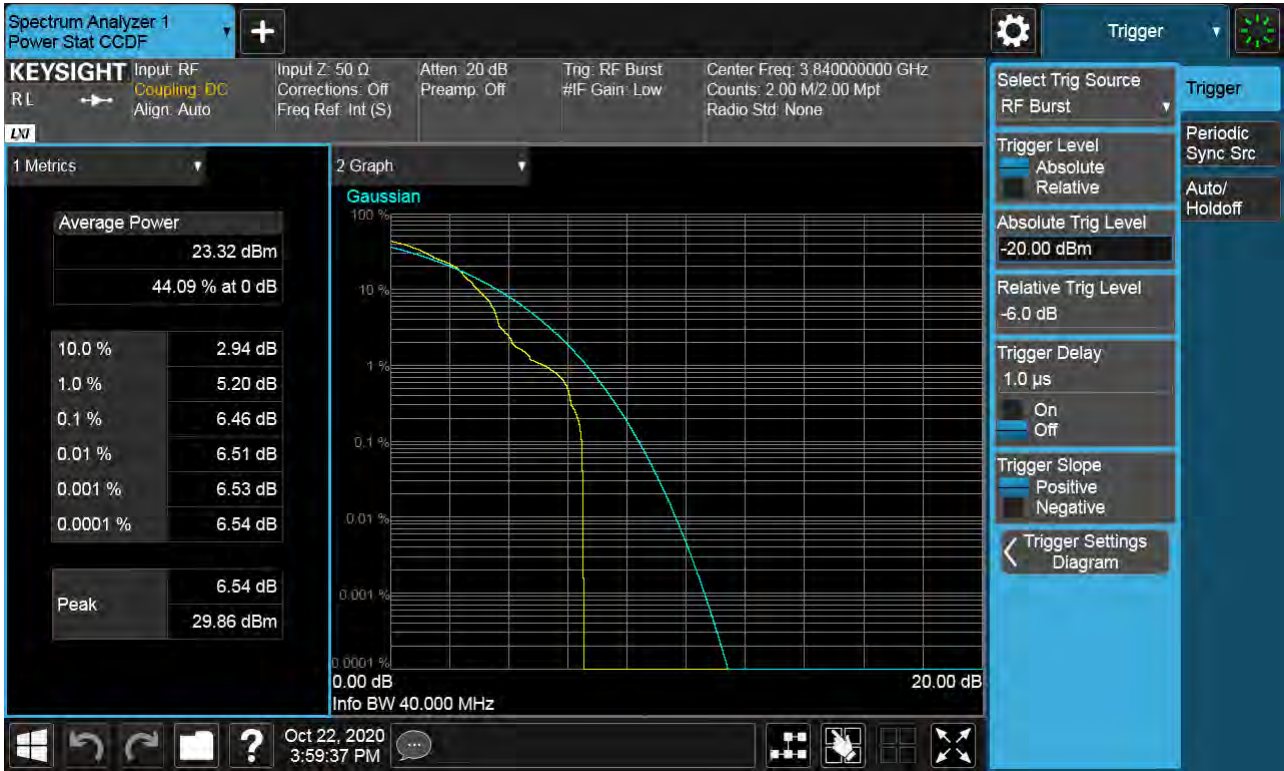 Spectrum Analyzer 1
Power Stat CCDF
+
Trigger
KEYSIGHT
RL
LXI
Input: RF
Coupling: DC
Align: Auto
Input Z: 50 Ω
Corrections: Off
Freq Ref: Int (S)
Atten: 20 dB
Preamp: Off
Trig: RF Burst
#IF Gain: Low
Center Freq: 3.840000000 GHz
Counts: 2.00 M/2.00 Mpt
Radio Std: None
1 Metrics
Average Power
23.32 dBm
44.09 % at 0 dB
10.0 % 2.94 dB
1.0 % 5.20 dB
0.1 % 6.46 dB
0.01 % 6.51 dB
0.001 % 6.53 dB
0.0001 % 6.54 dB
Peak 6.54 dB
29.86 dBm
2 Graph
Gaussian
100 %
10 %
1 %
0.1 %
0.01 %
0.001 %
0.0001 %
0.00 dB 20.00 dB
Info BW 40.000 MHz
Select Trig Source
RF Burst
Trigger Level
Absolute
Relative
Absolute Trig Level
-20.00 dBm
Relative Trig Level
-6.0 dB
Trigger Delay
1.0 µs
On
Off
Trigger Slope
Positive
Negative
Trigger Settings
Diagram
Trigger
Periodic
Sync Src
Auto/
Holdoff
?
Oct 22, 2020
3:59:37 PM